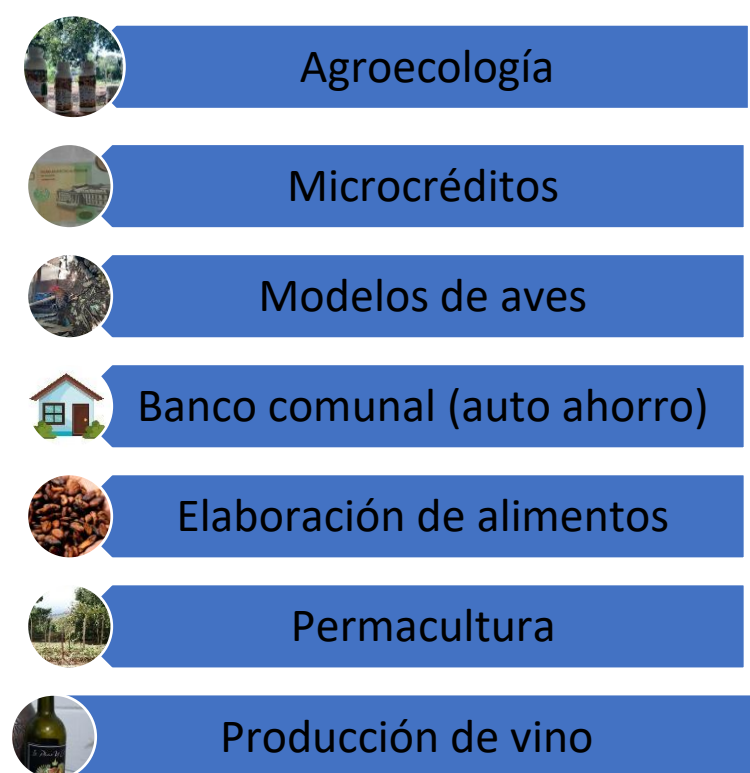 Agroecología
Microcréditos
Modelos de aves
Banco comunal (auto ahorro)
Elaboración de alimentos
Permacultura
Producción de vino